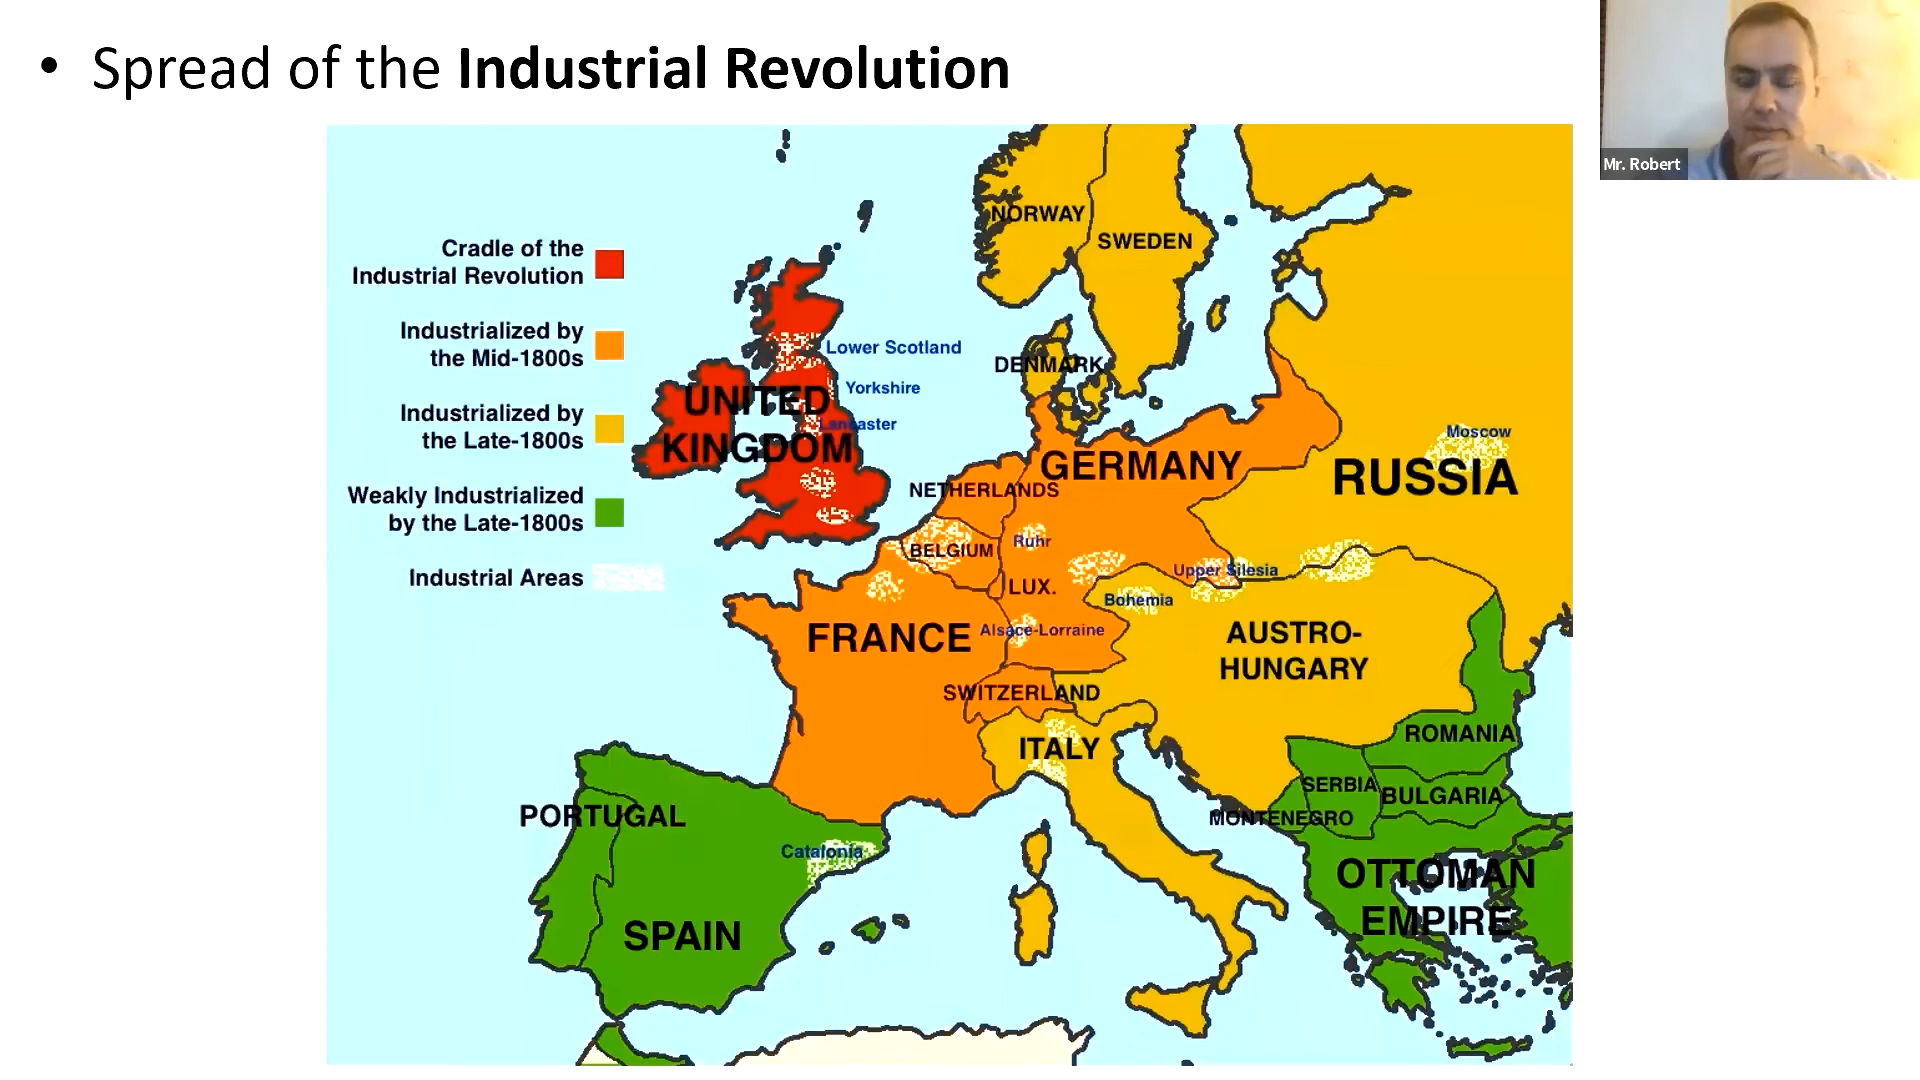 • Spread of the Industrial Revolution
Mr. Robert
Cradle of the
Industrial Revolution
Industrialized by
the Mid-1800s
Industrialized by
the Late-1800s
Weakly Industrialized
by the Late-1800s
Industrial Areas
NORWAY
SWEDEN
DENMARK
Lower Scotland
Yorkshire
Lancaster
UNITED
KINGDOM
GERMANY
NETHERLANDS
Moscow
RUSSIA
BELGIUM
Ruhr
LUX.
Upper Silesia
Bohemia
FRANCE
Alsace-Lorraine
AUSTRO-
HUNGARY
SWITZERLAND
ITALY
ROMANIA
SERBIA
BULGARIA
MONTENEGRO
PORTUGAL
Catalonia
SPAIN
OTTOMAN
EMPIRE